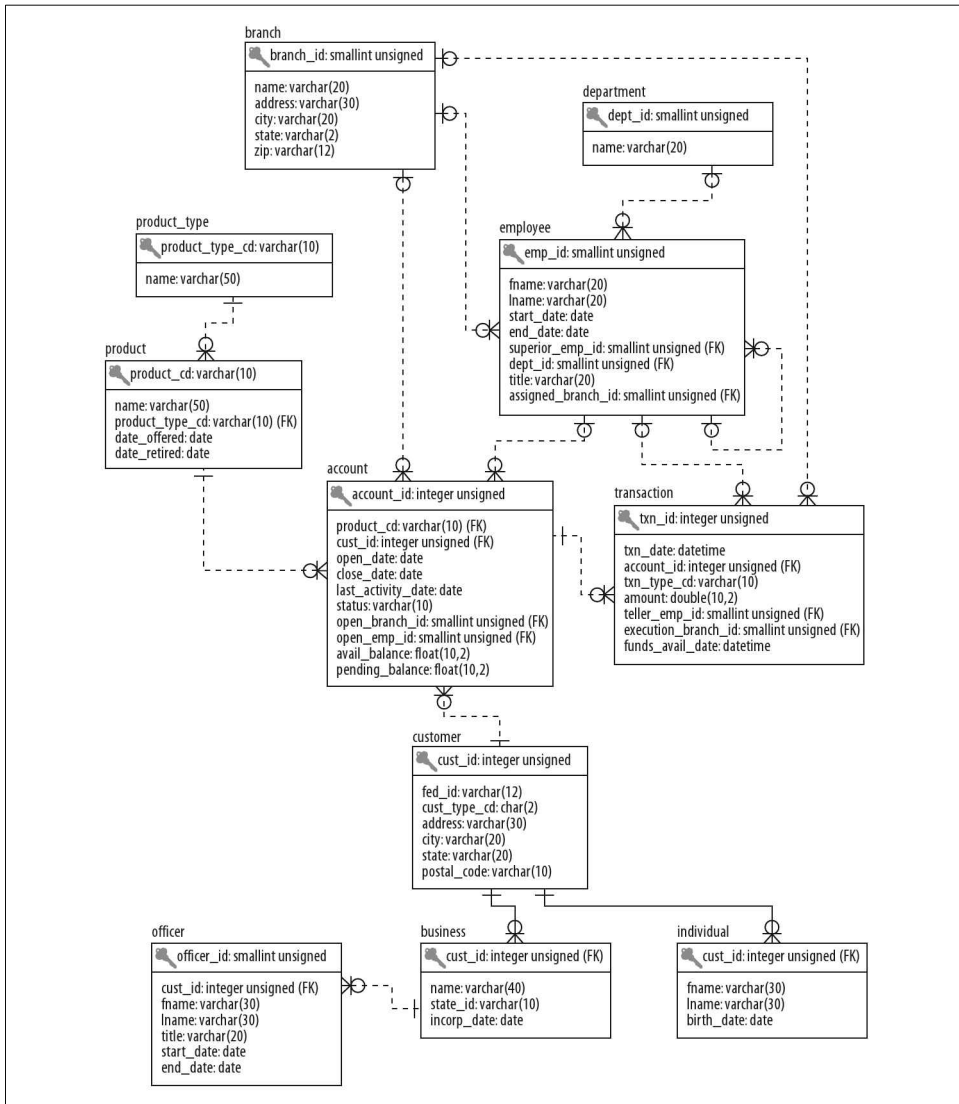 branch
branch_id: smallint unsigned
name: varchar(20)
address: varchar(30)
city: varchar(20)
state: varchar(2)
zip: varchar(12)
department
dept_id: smallint unsigned
name: varchar(20)
product_type
product_type_cd: varchar(10)
name: varchar(50)
employee
emp_id: smallint unsigned
fname: varchar(20)
lname: varchar(20)
start_date: date
end_date: date
superior_emp_id: smallint unsigned (FK)
dept_id: smallint unsigned (FK)
title: varchar(20)
assigned_branch_id: smallint unsigned (FK)
product
product_cd: varchar(10)
name: varchar(50)
product_type_cd: varchar(10) (FK)
date_offered: date
date_retired: date
account
account_id: integer unsigned
product_cd: varchar(10) (FK)
cust_id: integer unsigned (FK)
open_date: date
close_date: date
last_activity_date: date
status: varchar(10)
open_branch_id: smallint unsigned (FK)
open_emp_id: smallint unsigned (FK)
avail_balance: float(10,2)
pending_balance: float(10,2)
transaction
txn_id: integer unsigned
txn_date: datetime
account_id: integer unsigned (FK)
txn_type_cd: varchar(10)
amount: double(10,2)
teller_emp_id: smallint unsigned (FK)
execution_branch_id: smallint unsigned (FK)
funds_avail_date: datetime
customer
cust_id: integer unsigned
fed_id: varchar(12)
cust_type_cd: char(2)
address: varchar(30)
city: varchar(20)
state: varchar(20)
postal_code: varchar(10)
officer
officer_id: smallint unsigned
cust_id: integer unsigned (FK)
fname: varchar(30)
lname: varchar(30)
title: varchar(20)
start_date: date
end_date: date
business
cust_id: integer unsigned (FK)
name: varchar(40)
state_id: varchar(10)
incorp_date: date
individual
cust_id: integer unsigned (FK)
fname: varchar(30)
lname: varchar(30)
birth_date: date